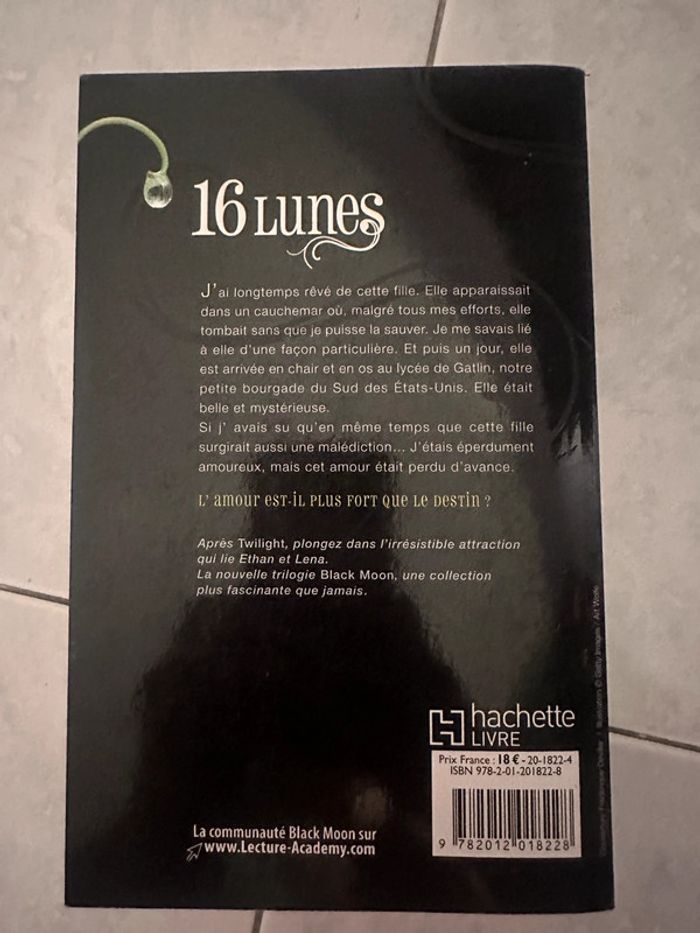 16 Lunes
J'ai longtemps rêvé de cette fille. Elle apparaissait
dans un cauchemar où, malgré tous mes efforts, elle
tombait sans que je puisse la sauver. Je me savais lié
à elle d'une façon particulière. Et puis un jour, elle
est arrivée en chair et en os au lycée de Gatlin, notre
petite bourgade du Sud des États-Unis. Elle était
belle et mystérieuse.
Si j' avais su qu'en même temps que cette fille
surgirait aussi une malédiction... J'étais éperdument
amoureux, mais cet amour était perdu d'avance.
L' amour est-il plus fort que le destin ?
Après Twilight, plongez dans l'irrésistible attraction
qui lie Ethan et Lena.
La nouvelle trilogie Black Moon, une collection
plus fascinante que jamais.
hachette
LIVRE
Prix France : 18 € - 20-1822-4
ISBN 978-2-01-201822-8
9 782012 018228
La communauté Black Moon sur
www.Lecture-Academy.com
Illustration © Getty Images / Art Wolfe